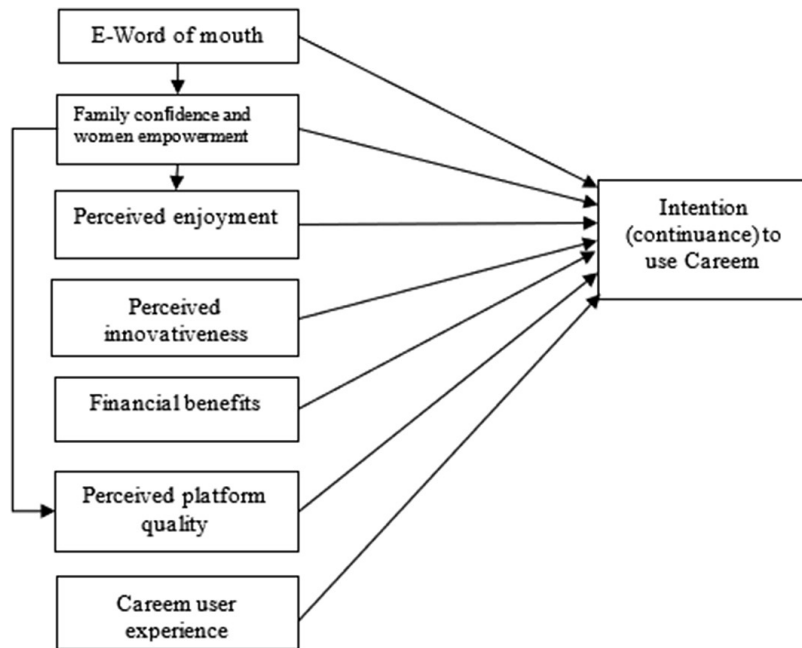 E-Word of mouth
Family confidence and
women empowerment
Perceived enjoyment
Perceived
innovativeness
Financial benefits
Perceived platform
quality
Careem user
experience
Intention
(continuance) to
use Careem